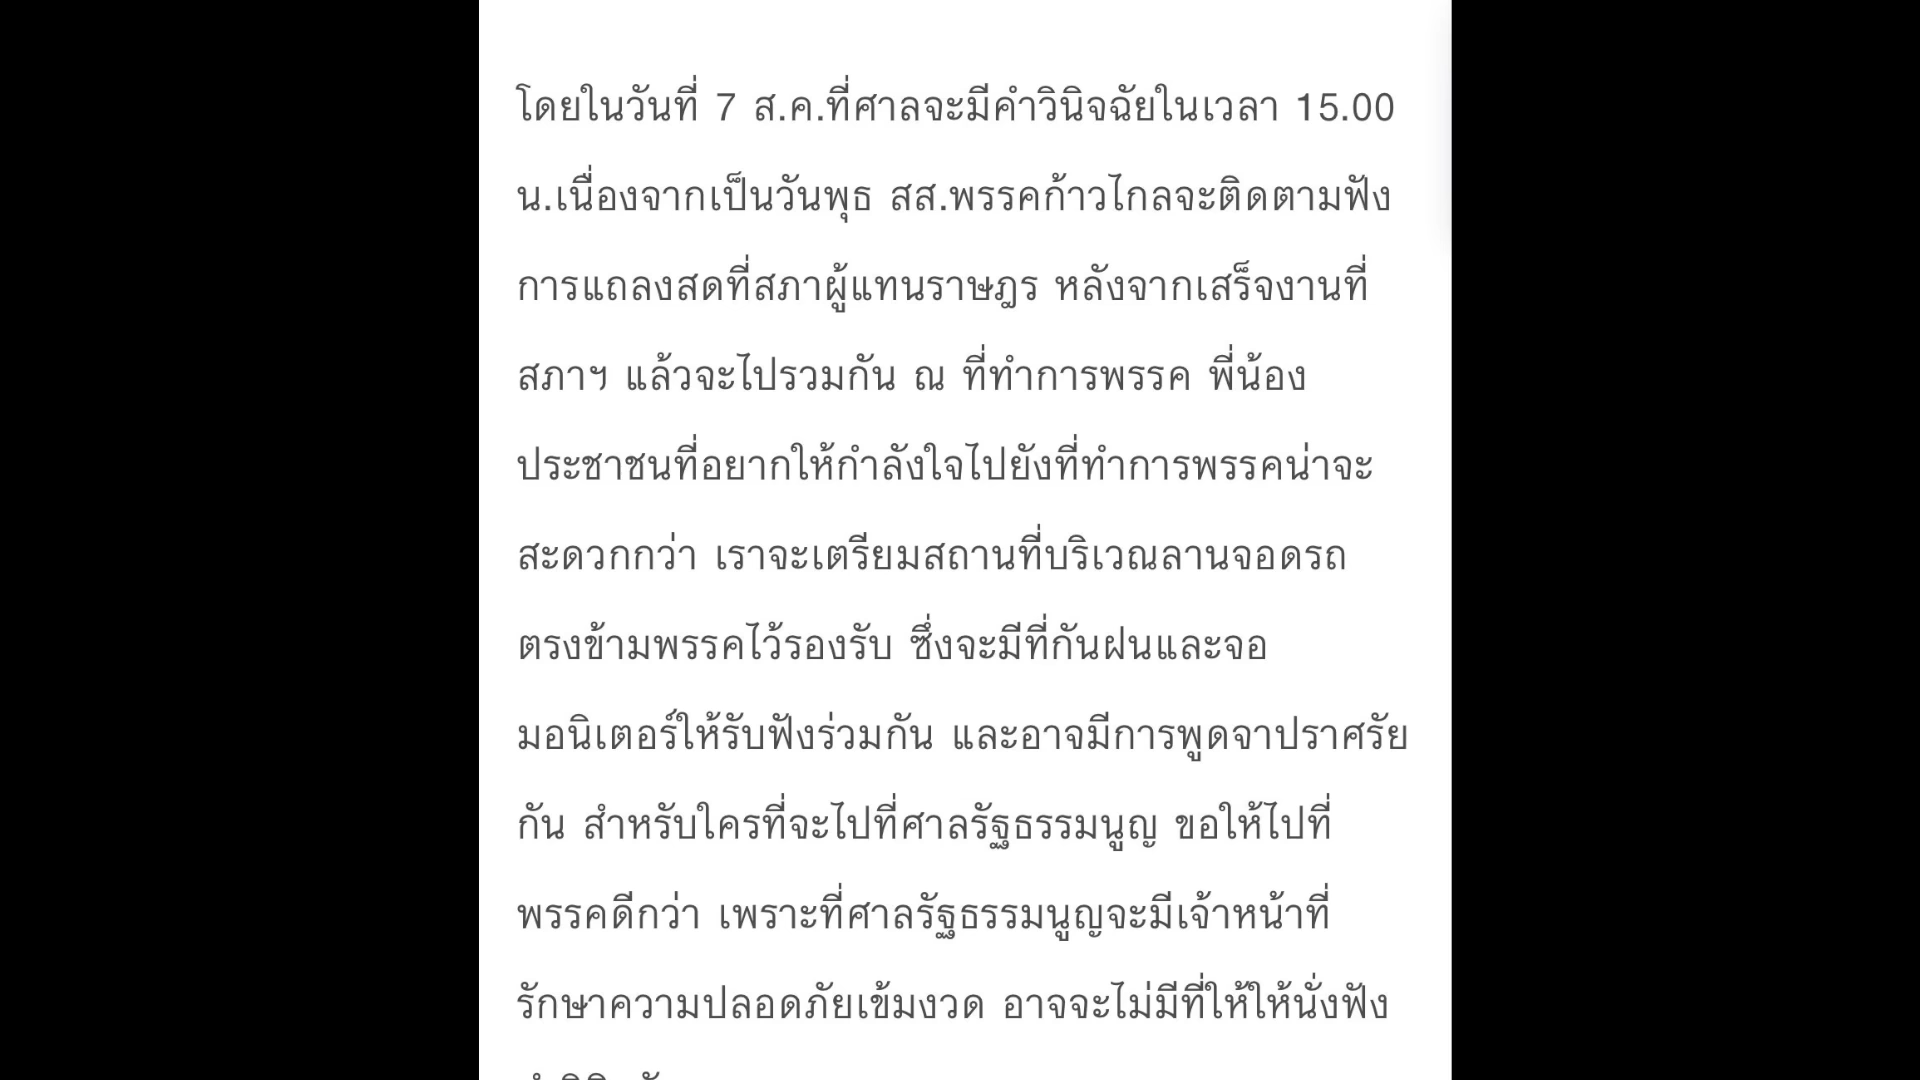 โดยในวันที่ 7 ส.ค.ที่ศาลจะมีคำวินิจฉัยในเวลา 15.00
น.เนื่องจากเป็นวันพุธ สส.พรรคก้าวไกลจะติดตามฟัง
การแถลงสดที่สภาผู้แทนราษฎร หลังจากเสร็จงานที่
สภาฯ แล้วจะไปรวมกัน ณ ที่ทำการพรรค พี่น้อง
ประชาชนที่อยากให้กำลังใจไปยังที่ทำการพรรคน่าจะ
สะดวกกว่า เราจะเตรียมสถานที่บริเวณลานจอดรถ
ตรงข้ามพรรคไว้รองรับ ซึ่งจะมีที่กันฝนและจอ
มอนิเตอร์ให้รับฟังร่วมกัน และอาจมีการพูดจาปราศรัย
กัน สำหรับใครที่จะไปที่ศาลรัฐธรรมนูญ ขอให้ไปที่
พรรคดีกว่า เพราะที่ศาลรัฐธรรมนูญจะมีเจ้าหน้าที่
รักษาความปลอดภัยเข้มงวด อาจจะไม่มีที่ให้ให้นั่งฟัง